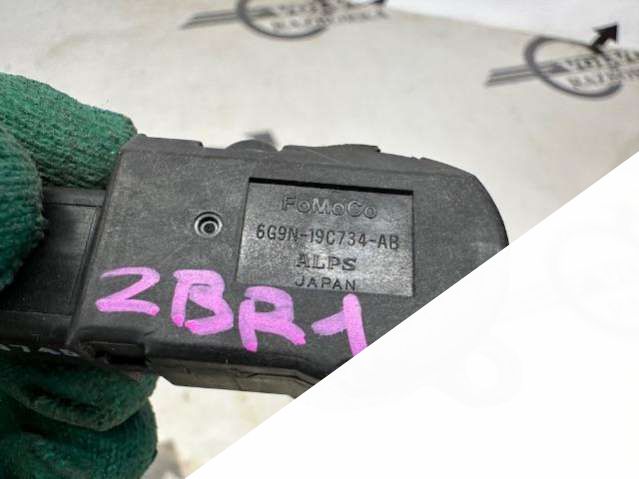 FoMoCo
6G9N-19C734-AB
ALPS
JAPAN
ZBR1